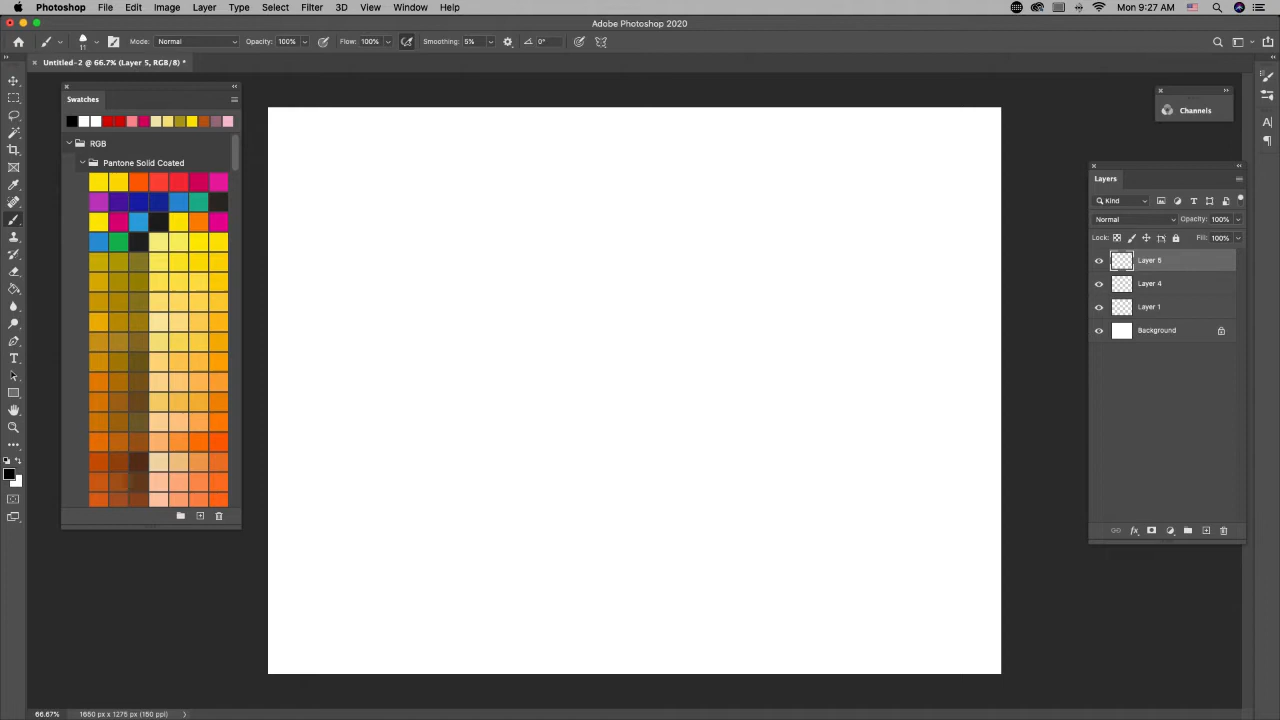 Photoshop File Edit Image Layer Type Select Filter 3D View Window Help Mon 9:27 AM
Adobe Photoshop 2020
11 Mode: Normal Opacity: 100% Flow: 100% Smoothing: 5% 0°
Untitled-2 @ 66.7% (Layer 5, RGB/8) *
Swatches
Channels
RGB
Pantone Solid Coated
Layers
Kind
Normal Opacity: 100%
Lock: Fill: 100%
Layer 5
Layer 4
Layer 1
Background
66.67% 1650 px x 1275 px (150 ppi)